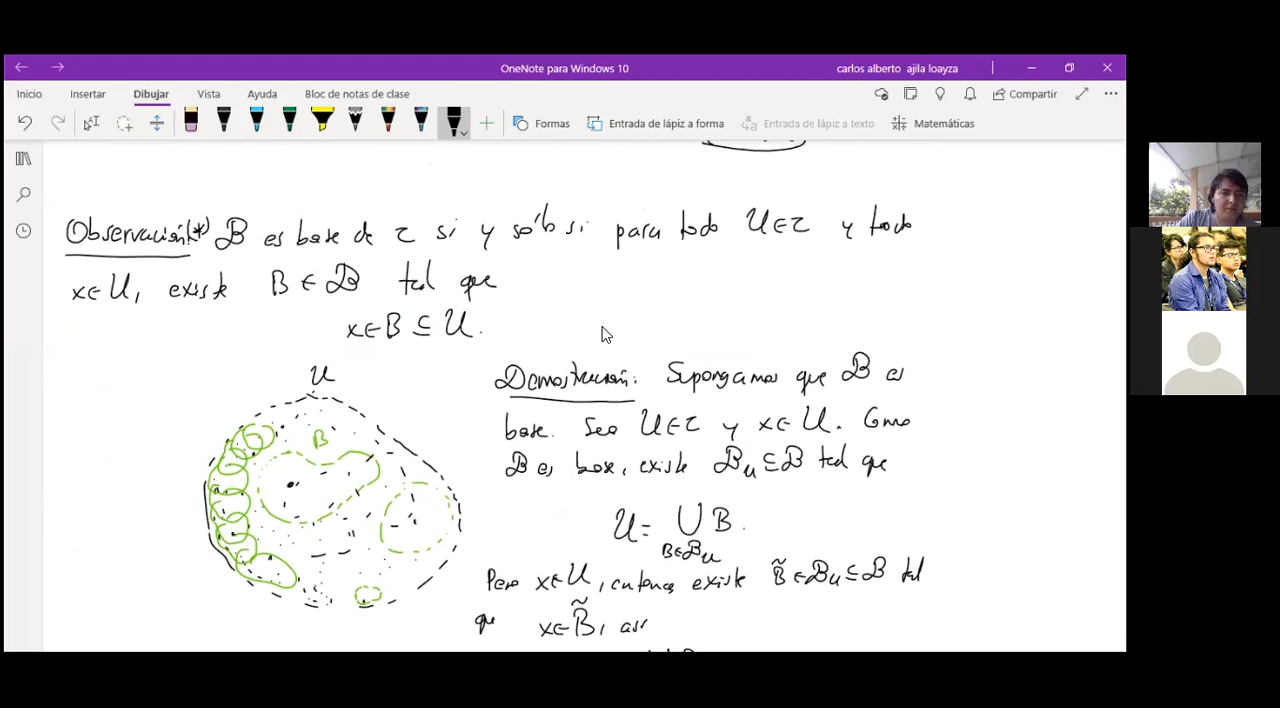 OneNote para Windows 10
carlos alberto ajila loayza
Inicio Insertar Dibujar Vista Ayuda Bloc de notas de clase
Compartir
Formas Entrada de lápiz a forma Entrada de lápiz a texto Matemáticas
Observación(*) ℬ es base de τ si y sólo si para todo U∈τ y todo
x∈U, existe B∈ℬ tal que
x∈B⊆U.
U
B
Demostración: Supongamos que ℬ es
base. Sea U∈τ y x∈U. Como
ℬ es base, existe ℬ_U⊆ℬ tal que
U=⋃_{B∈ℬ_U} B.
Pero x∈U, entonces existe B̃∈ℬ_U⊆ℬ tal
que x∈B̃, así